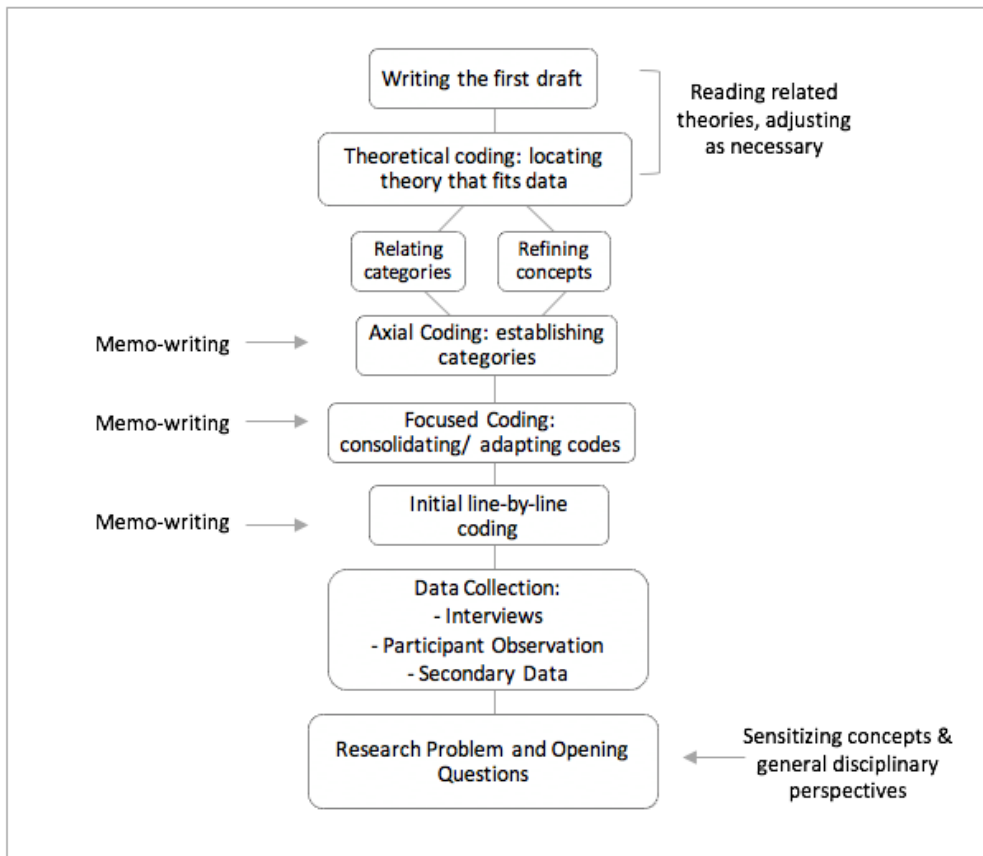 Writing the first draft
Reading related
theories, adjusting
as necessary
Theoretical coding: locating
theory that fits data
Relating
categories
Refining
concepts
Memo-writing
Axial Coding: establishing
categories
Memo-writing
Focused Coding:
consolidating/ adapting codes
Memo-writing
Initial line-by-line
coding
Data Collection:
- Interviews
- Participant Observation
- Secondary Data
Research Problem and Opening
Questions
Sensitizing concepts &
general disciplinary
perspectives